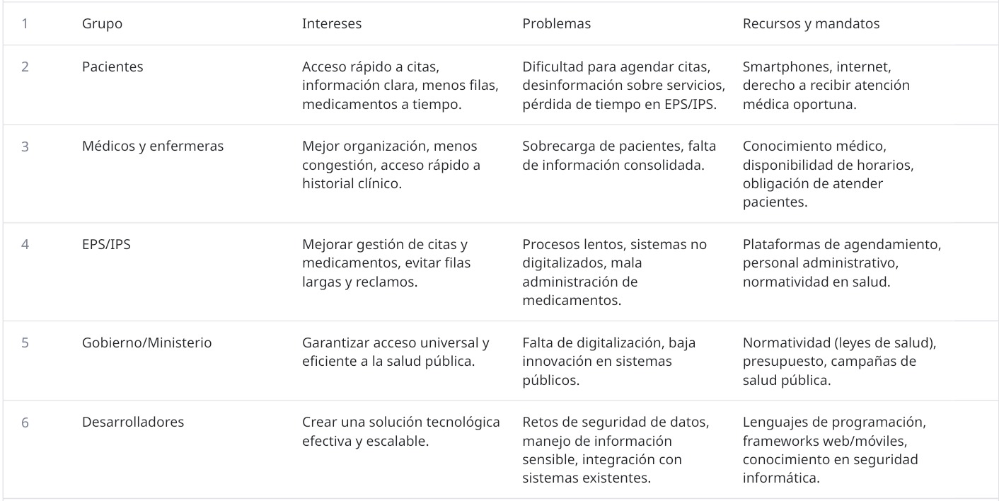 1 Grupo Intereses Problemas Recursos y mandatos
2 Pacientes Acceso rápido a citas, Dificultad para agendar citas, Smartphones, internet,
información clara, menos filas, desinformación sobre servicios, derecho a recibir atención
medicamentos a tiempo. pérdida de tiempo en EPS/IPS. médica oportuna.
3 Médicos y enfermeras Mejor organización, menos Sobrecarga de pacientes, falta Conocimiento médico,
congestión, acceso rápido a de información consolidada. disponibilidad de horarios,
historial clínico. obligación de atender
pacientes.
4 EPS/IPS Mejorar gestión de citas y Procesos lentos, sistemas no Plataformas de agendamiento,
medicamentos, evitar filas digitalizados, mala personal administrativo,
largas y reclamos. administración de normatividad en salud.
medicamentos.
5 Gobierno/Ministerio Garantizar acceso universal y Falta de digitalización, baja Normatividad (leyes de salud),
eficiente a la salud pública. innovación en sistemas presupuesto, campañas de
públicos. salud pública.
6 Desarrolladores Crear una solución tecnológica Retos de seguridad de datos, Lenguajes de programación,
efectiva y escalable. manejo de información frameworks web/móviles,
sensible, integración con conocimiento en seguridad
sistemas existentes. informática.